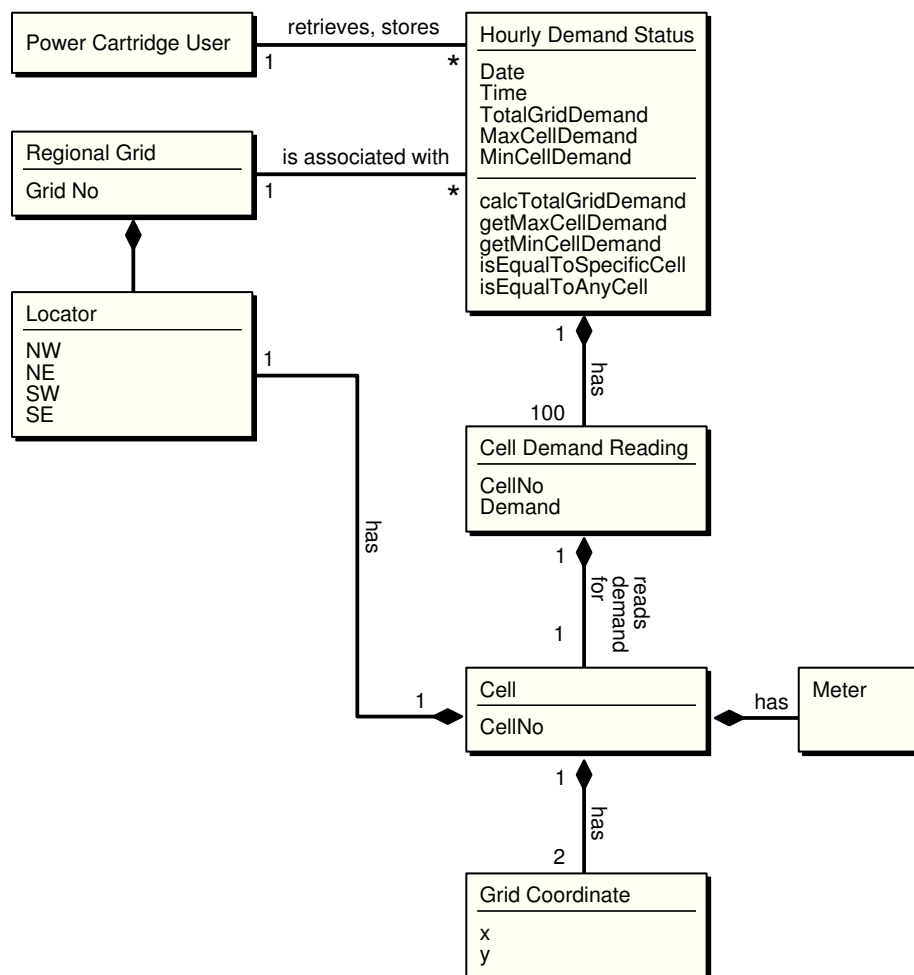 Power Cartridge User
retrieves, stores
1
*
Hourly Demand Status
Date
Time
TotalGridDemand
MaxCellDemand
MinCellDemand
calcTotalGridDemand
getMaxCellDemand
getMinCellDemand
isEqualToSpecificCell
isEqualToAnyCell
Regional Grid
Grid No
is associated with
1
*
Locator
NW
NE
SW
SE
1
has
1
1
has
100
Cell Demand Reading
CellNo
Demand
1
reads
demand
for
1
Cell
CellNo
has
Meter
1
has
2
Grid Coordinate
x
y